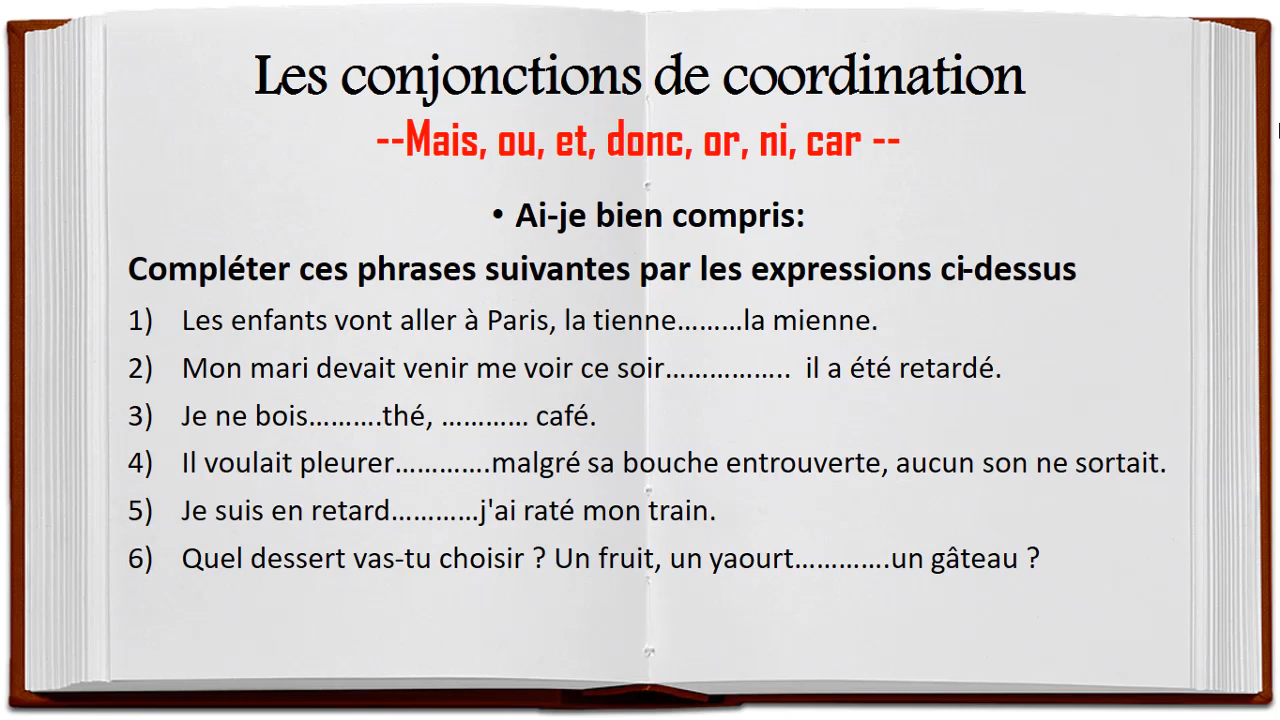 Les conjonctions de coordination
--Mais, ou, et, donc, or, ni, car --
• Ai-je bien compris:
Compléter ces phrases suivantes par les expressions ci-dessus
1) Les enfants vont aller à Paris, la tienne………la mienne.
2) Mon mari devait venir me voir ce soir…………….. il a été retardé.
3) Je ne bois……….thé, ………… café.
4) Il voulait pleurer………….malgré sa bouche entrouverte, aucun son ne sortait.
5) Je suis en retard…………j'ai raté mon train.
6) Quel dessert vas-tu choisir ? Un fruit, un yaourt………….un gâteau ?